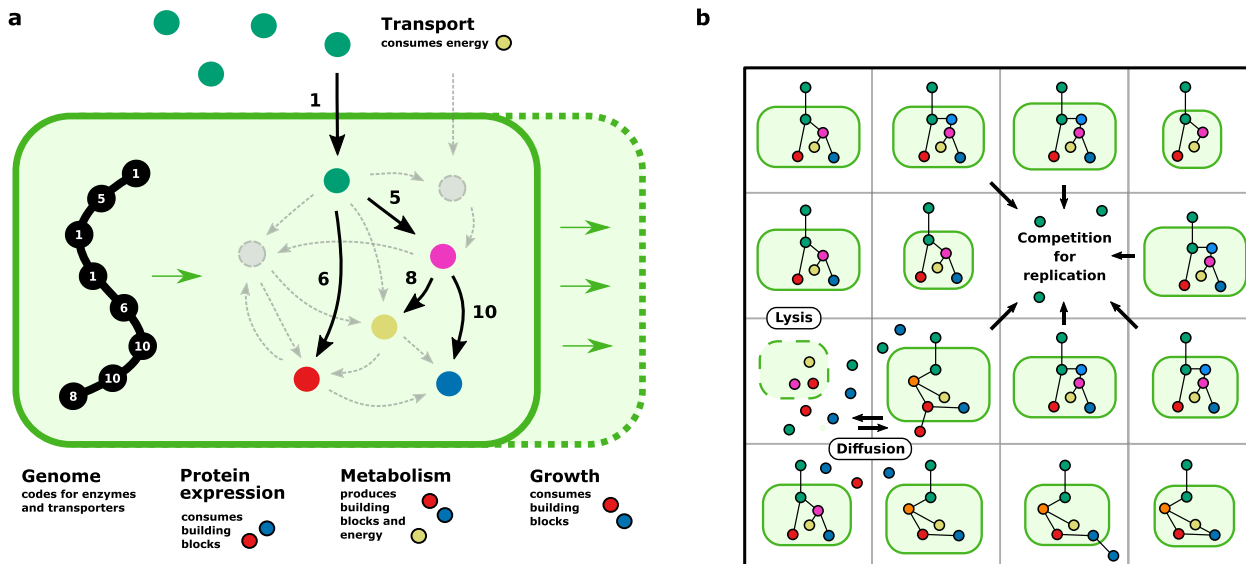 a
Transport
consumes energy
1
5
6
8
10
1
5
1
1
6
10
10
8
Genome
codes for enzymes
and transporters
Protein
expression
consumes
building
blocks
Metabolism
produces
building
blocks and
energy
Growth
consumes
building
blocks
b
Competition
for
replication
Lysis
Diffusion